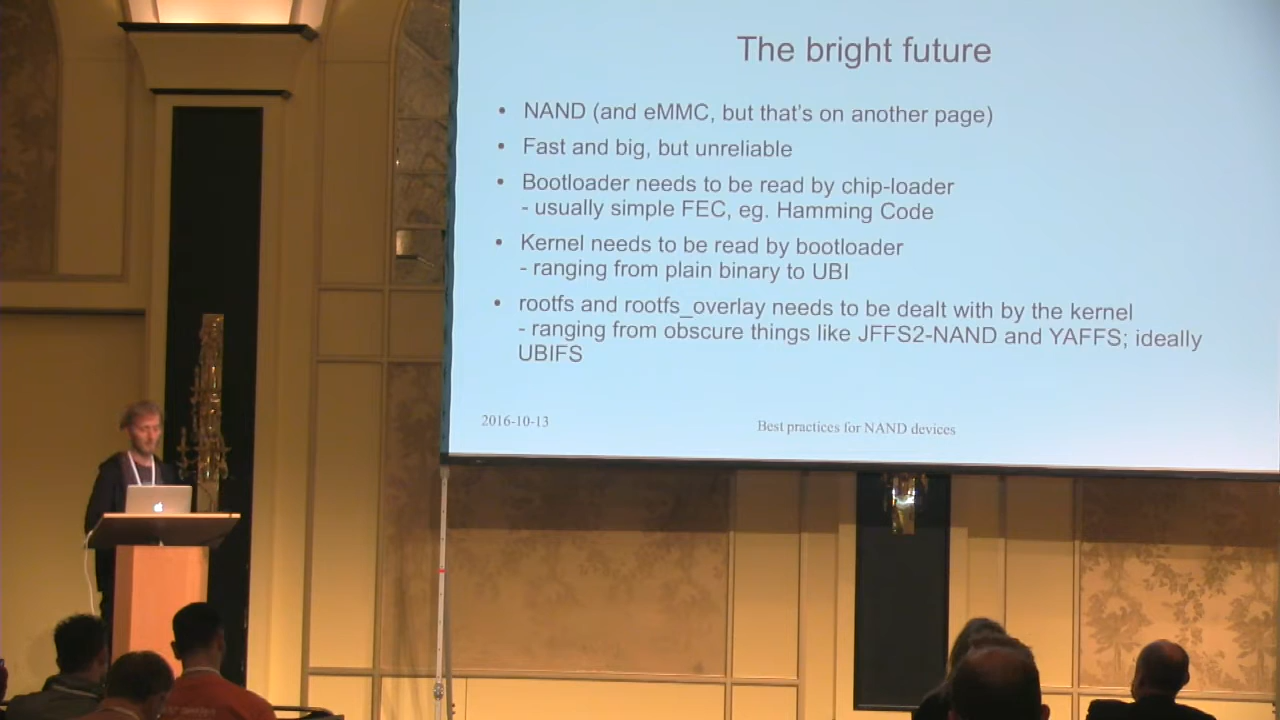 The bright future
• NAND (and eMMC, but that's on another page)
• Fast and big, but unreliable
• Bootloader needs to be read by chip-loader
- usually simple FEC, eg. Hamming Code
• Kernel needs to be read by bootloader
- ranging from plain binary to UBI
• rootfs and rootfs_overlay needs to be dealt with by the kernel
- ranging from obscure things like JFFS2-NAND and YAFFS; ideally
UBIFS
2016-10-13
Best practices for NAND devices